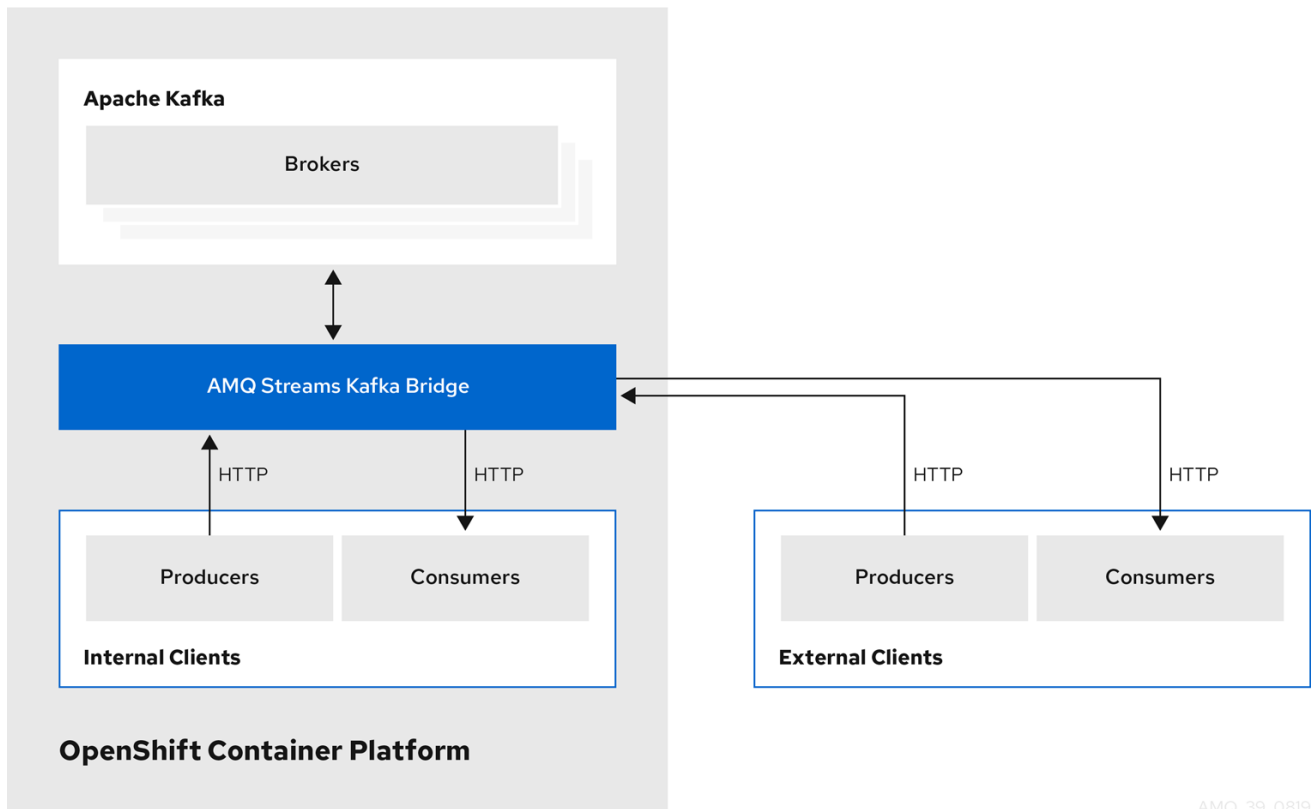 Apache Kafka
Brokers
AMQ Streams Kafka Bridge
HTTP
HTTP
HTTP
HTTP
Producers
Consumers
Producers
Consumers
Internal Clients
External Clients
OpenShift Container Platform
AMQ_39_0819